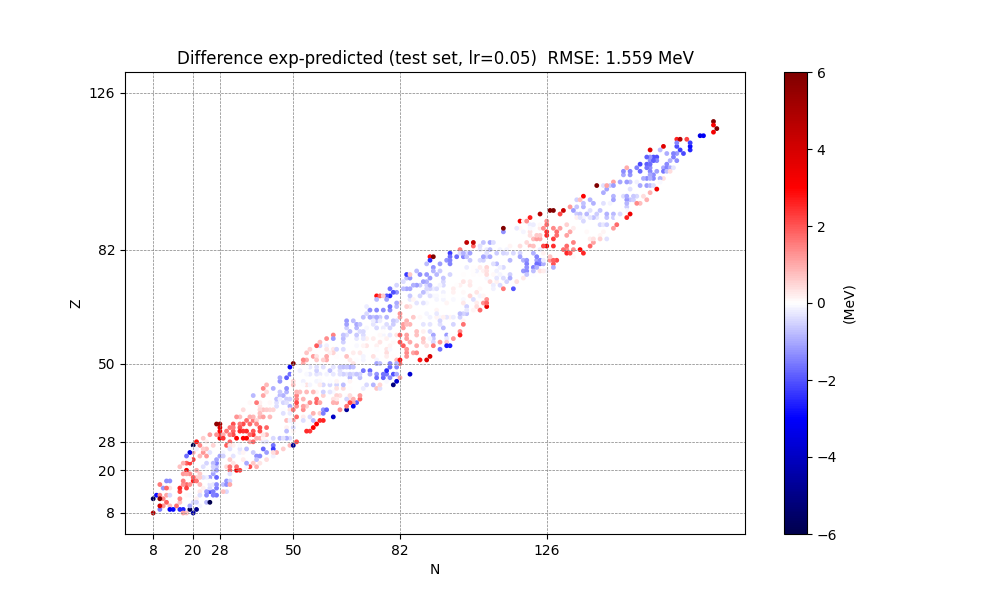 Difference exp-predicted (test set, lr=0.05)  RMSE: 1.559 MeV
126
82
50
28
20
8
Z
8 20 28 50 82 126
N
6
4
2
0
−2
−4
−6
(MeV)